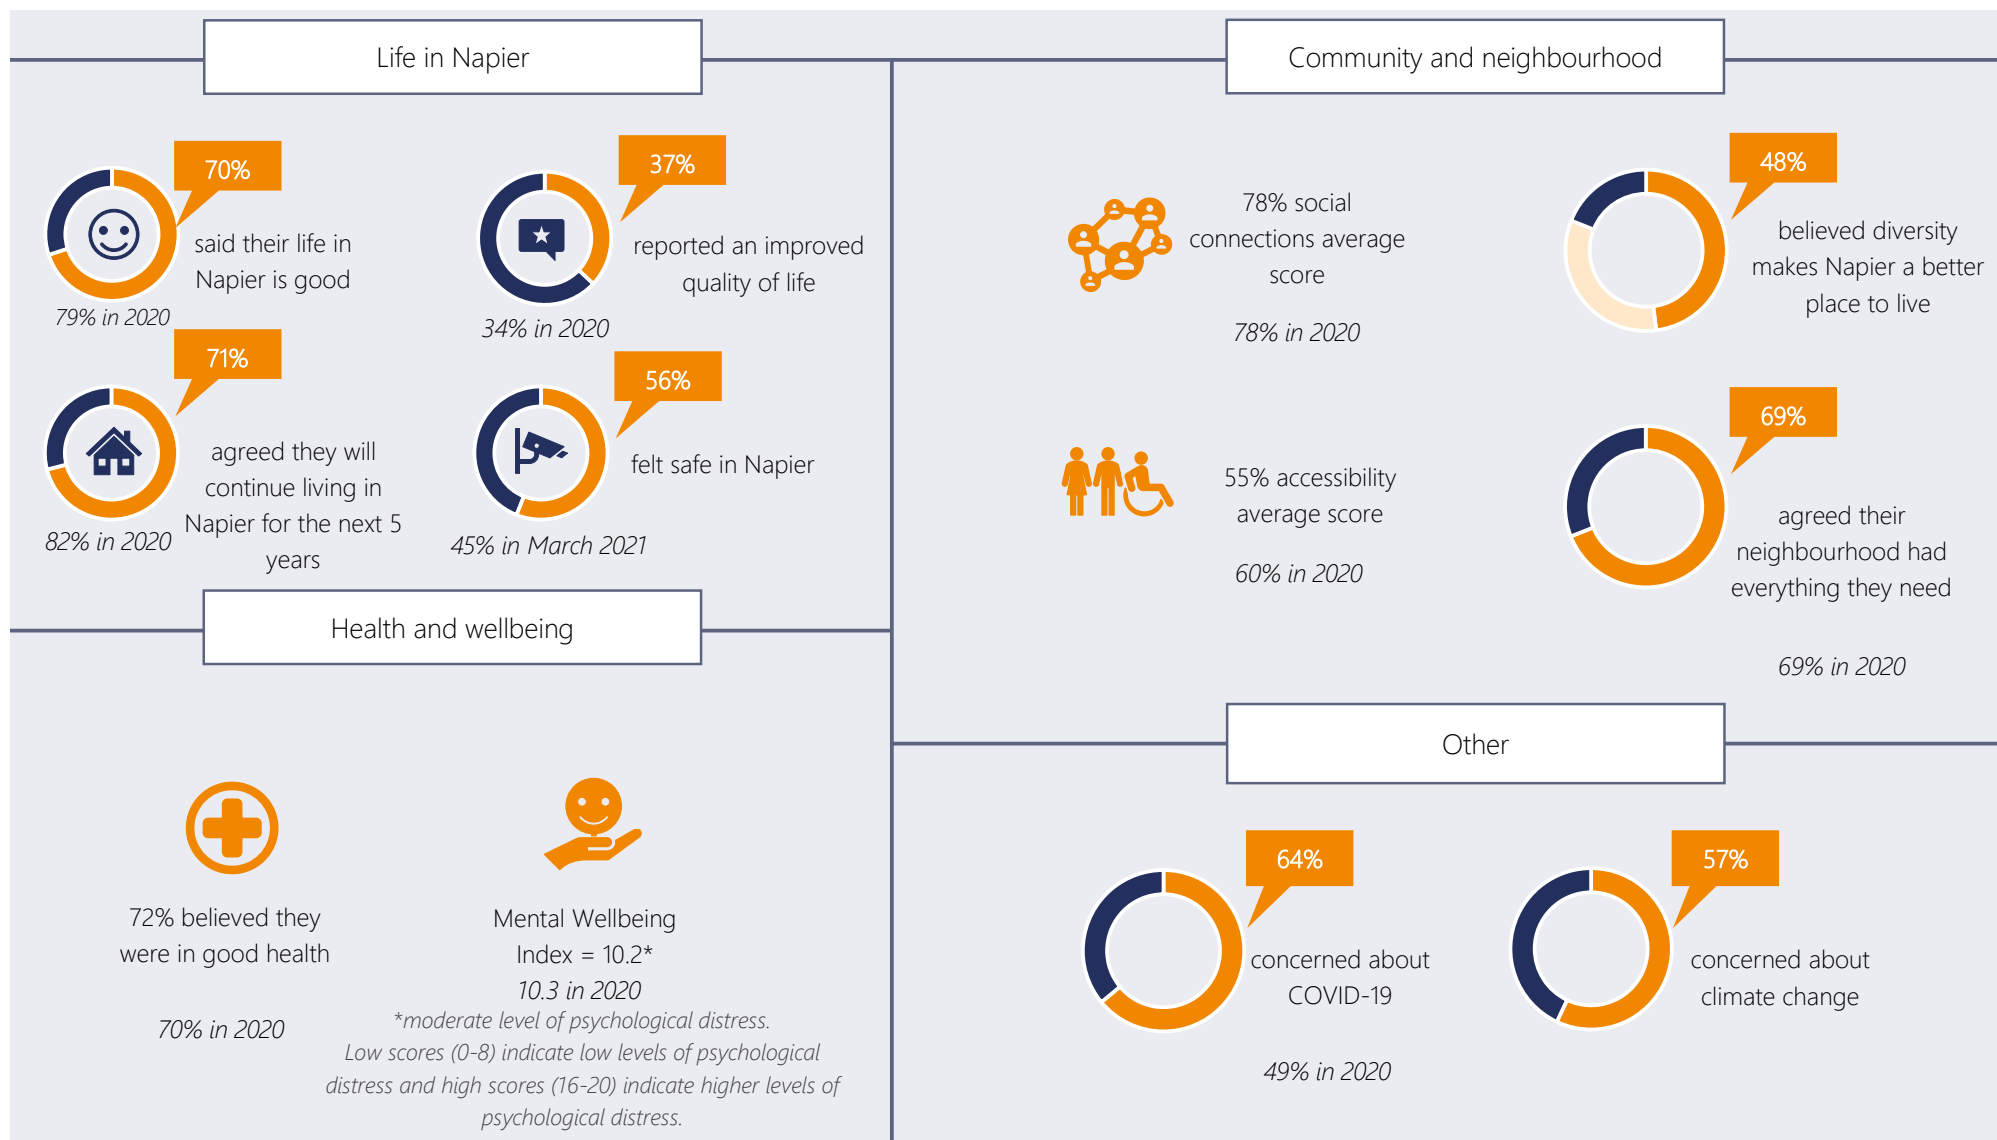 Life in Napier
70%
said their life in
Napier is good
79% in 2020
37%
reported an improved
quality of life
34% in 2020
71%
agreed they will
continue living in
Napier for the next 5
years
82% in 2020
56%
felt safe in Napier
45% in March 2021
Health and wellbeing
72% believed they
were in good health
70% in 2020
Mental Wellbeing
Index = 10.2*
10.3 in 2020
*moderate level of psychological distress.
Low scores (0-8) indicate low levels of psychological
distress and high scores (16-20) indicate higher levels of
psychological distress.
Community and neighbourhood
78% social
connections average
score
78% in 2020
48%
believed diversity
makes Napier a better
place to live
55% accessibility
average score
60% in 2020
69%
agreed their
neighbourhood had
everything they need
69% in 2020
Other
64%
concerned about
COVID-19
49% in 2020
57%
concerned about
climate change